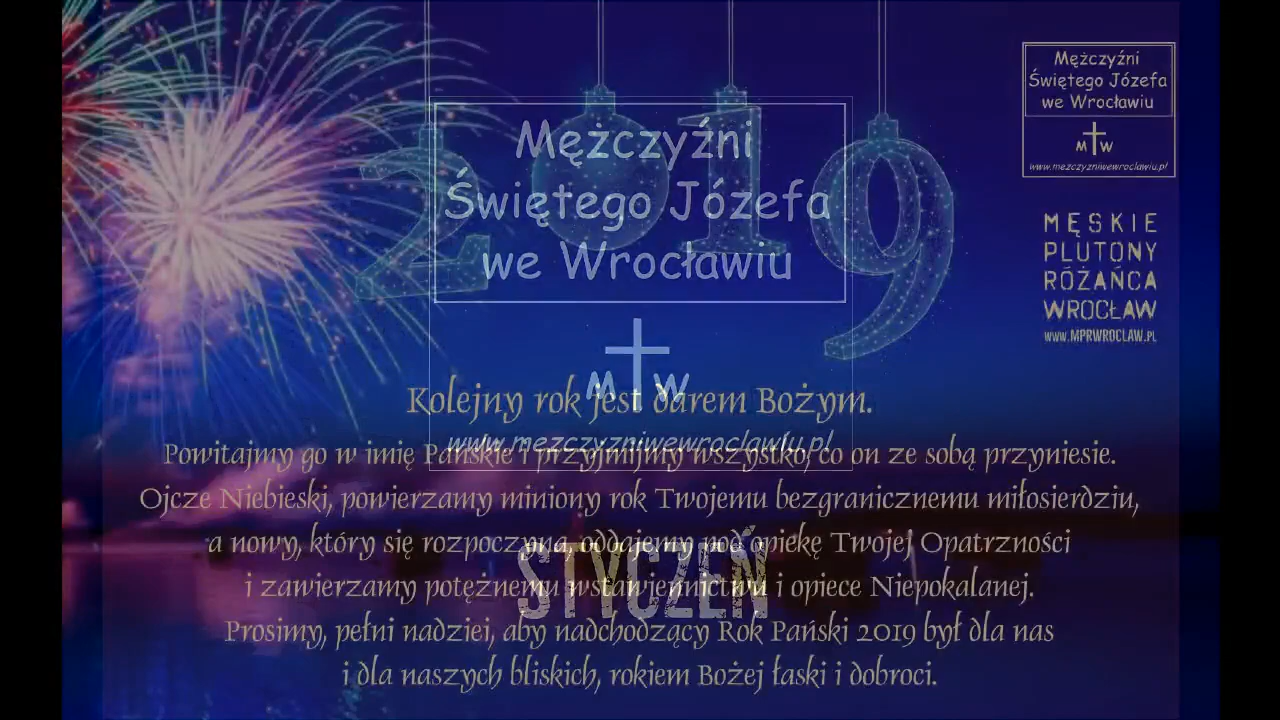 2019
Mężczyźni
Świętego Józefa
we Wrocławiu
M W
www.mezczyzniwewroclawiu.pl
Mężczyźni
Świętego Józefa
we Wrocławiu
M W
www.mezczyzniwewroclawiu.pl
MĘSKIE
PLUTONY
RÓŻAŃCA
WROCŁAW
WWW.MPRWROCLAW.PL
Kolejny rok jest darem Bożym.
Powitajmy go w imię Pańskie i przyjmijmy wszystko, co on ze sobą przyniesie.
Ojcze Niebieski, powierzamy miniony rok Twojemu bezgranicznemu miłosierdziu,
a nowy, który się rozpoczyna, oddajemy pod opiekę Twojej Opatrzności
STYCZEŃ
i zawierzamy potężnemu wstawiennictwu i opiece Niepokalanej.
Prosimy, pełni nadziei, aby nadchodzący Rok Pański 2019 był dla nas
i dla naszych bliskich, rokiem Bożej łaski i dobroci.